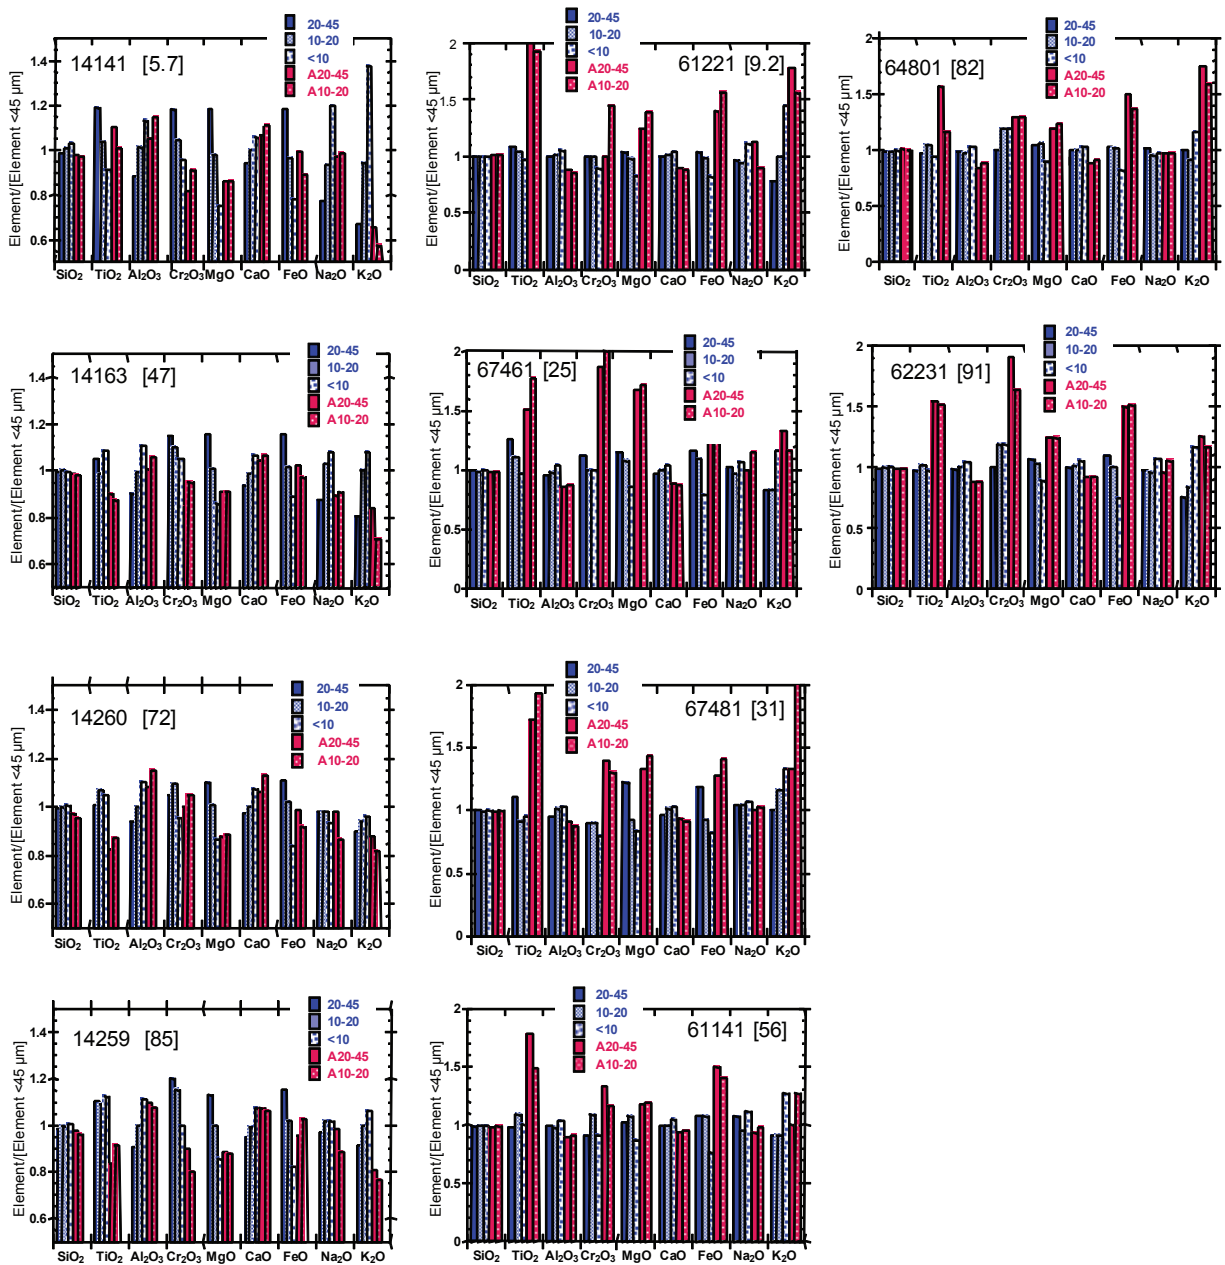 14141 [5.7]
20-45
10-20
<10
A20-45
A10-20
Element/[Element <45 µm]
1.4
1.2
1
0.8
0.6
SiO2 TiO2 Al2O3 Cr2O3 MgO CaO FeO Na2O K2O
61221 [9.2]
20-45
10-20
<10
A20-45
A10-20
Element/[Element <45 µm]
2
1.5
1
0.5
0
SiO2 TiO2 Al2O3 Cr2O3 MgO CaO FeO Na2O K2O
64801 [82]
20-45
10-20
<10
A20-45
A10-20
Element/[Element <45 µm]
2
1.5
1
0.5
0
SiO2 TiO2 Al2O3 Cr2O3 MgO CaO FeO Na2O K2O
14163 [47]
20-45
10-20
<10
A20-45
A10-20
Element/[Element <45 µm]
1.4
1.2
1
0.8
0.6
SiO2 TiO2 Al2O3 Cr2O3 MgO CaO FeO Na2O K2O
67461 [25]
20-45
10-20
<10
A20-45
A10-20
Element/[Element <45 µm]
2
1.5
1
0.5
0
SiO2 TiO2 Al2O3 Cr2O3 MgO CaO FeO Na2O K2O
62231 [91]
20-45
10-20
<10
A20-45
A10-20
Element/[Element <45 µm]
2
1.5
1
0.5
0
SiO2 TiO2 Al2O3 Cr2O3 MgO CaO FeO Na2O K2O
14260 [72]
20-45
10-20
<10
A20-45
A10-20
Element/[Element <45 µm]
1.4
1.2
1
0.8
0.6
SiO2 TiO2 Al2O3 Cr2O3 MgO CaO FeO Na2O K2O
67481 [31]
20-45
10-20
<10
A20-45
A10-20
Element/[Element <45 µm]
2
1.5
1
0.5
0
SiO2 TiO2 Al2O3 Cr2O3 MgO CaO FeO Na2O K2O
14259 [85]
20-45
10-20
<10
A20-45
A10-20
Element/[Element <45 µm]
1.4
1.2
1
0.8
0.6
SiO2 TiO2 Al2O3 Cr2O3 MgO CaO FeO Na2O K2O
61141 [56]
20-45
10-20
<10
A20-45
A10-20
Element/[Element <45 µm]
2
1.5
1
0.5
0
SiO2 TiO2 Al2O3 Cr2O3 MgO CaO FeO Na2O K2O